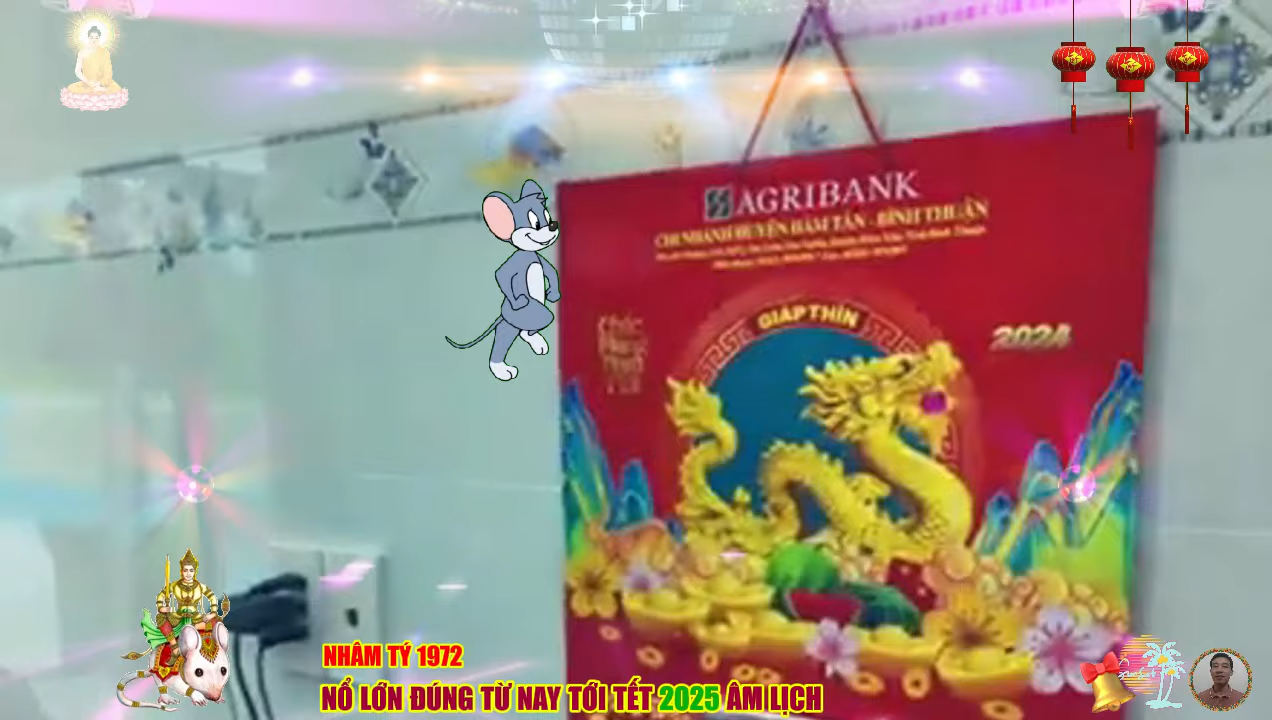 AGRIBANK
CHI NHÁNH HUYỆN HÀM TÂN - BÌNH THUẬN
GIÁP THÌN
2024
NHÂM TÝ 1972
NỔ LỚN ĐÚNG TỪ NAY TỚI TẾT 2025 ÂM LỊCH